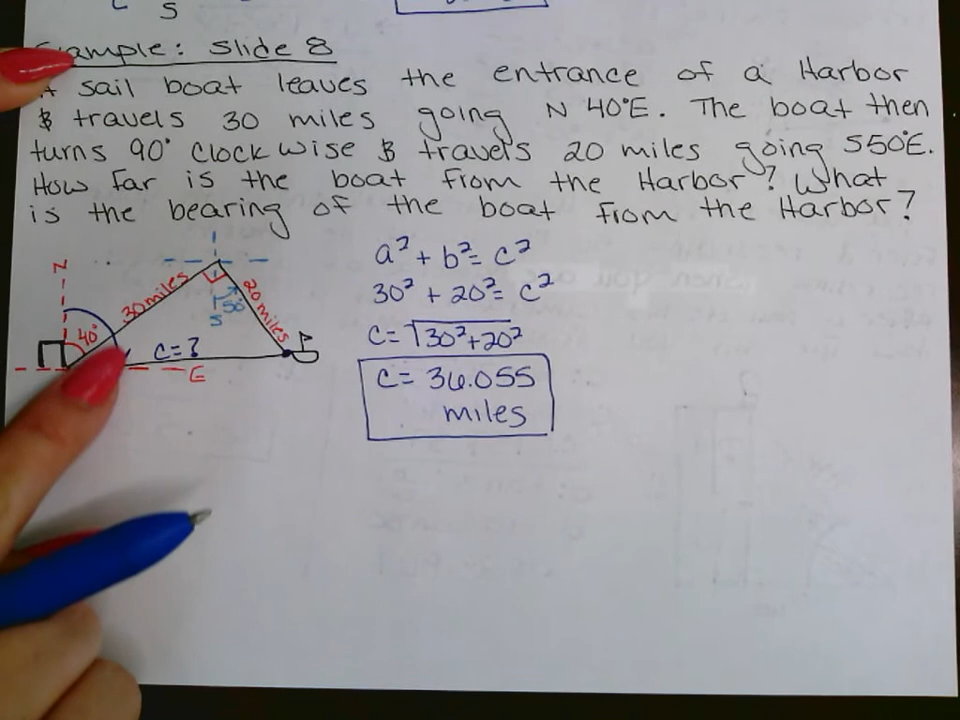 S
Example: Slide 8
A sail boat leaves the entrance of a Harbor
& travels 30 miles going N 40°E. The boat then
turns 90° clockwise & travels 20 miles going S50°E.
How far is the boat from the Harbor? What
is the bearing of the boat from the Harbor?
N
30 miles
40°
50°
S
20 miles
c=?
E
a² + b² = c²
30² + 20² = c²
c = √30²+20²
c = 36.055
miles